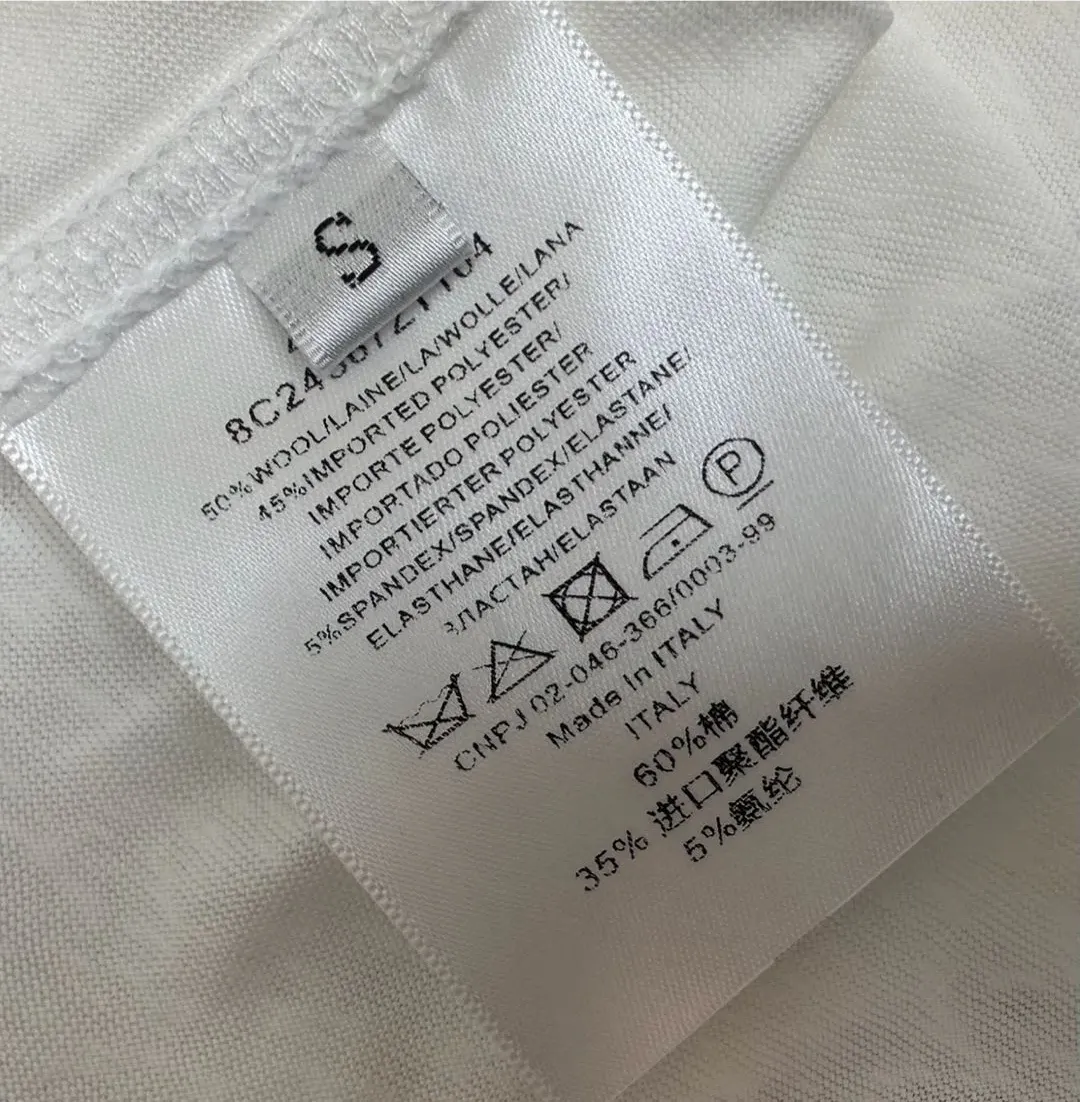 S
50%WOOL/LAINE/LA/WOLLE/LANA
45%IMPORTED POLYESTER/
IMPORTE POLYESTER/
IMPORTADO POLIESTER
IMPORTIERTER POLYESTER
5%SPANDEX/SPANDEX/ELASTANE/
ELASTHANE/ELASTHANNE/
ЭЛАСТАН/ELASTAAN
P
CNPJ 02-046-366/0003-99
Made In ITALY
ITALY
60%棉
35% 进口聚酯纤维
5%氨纶